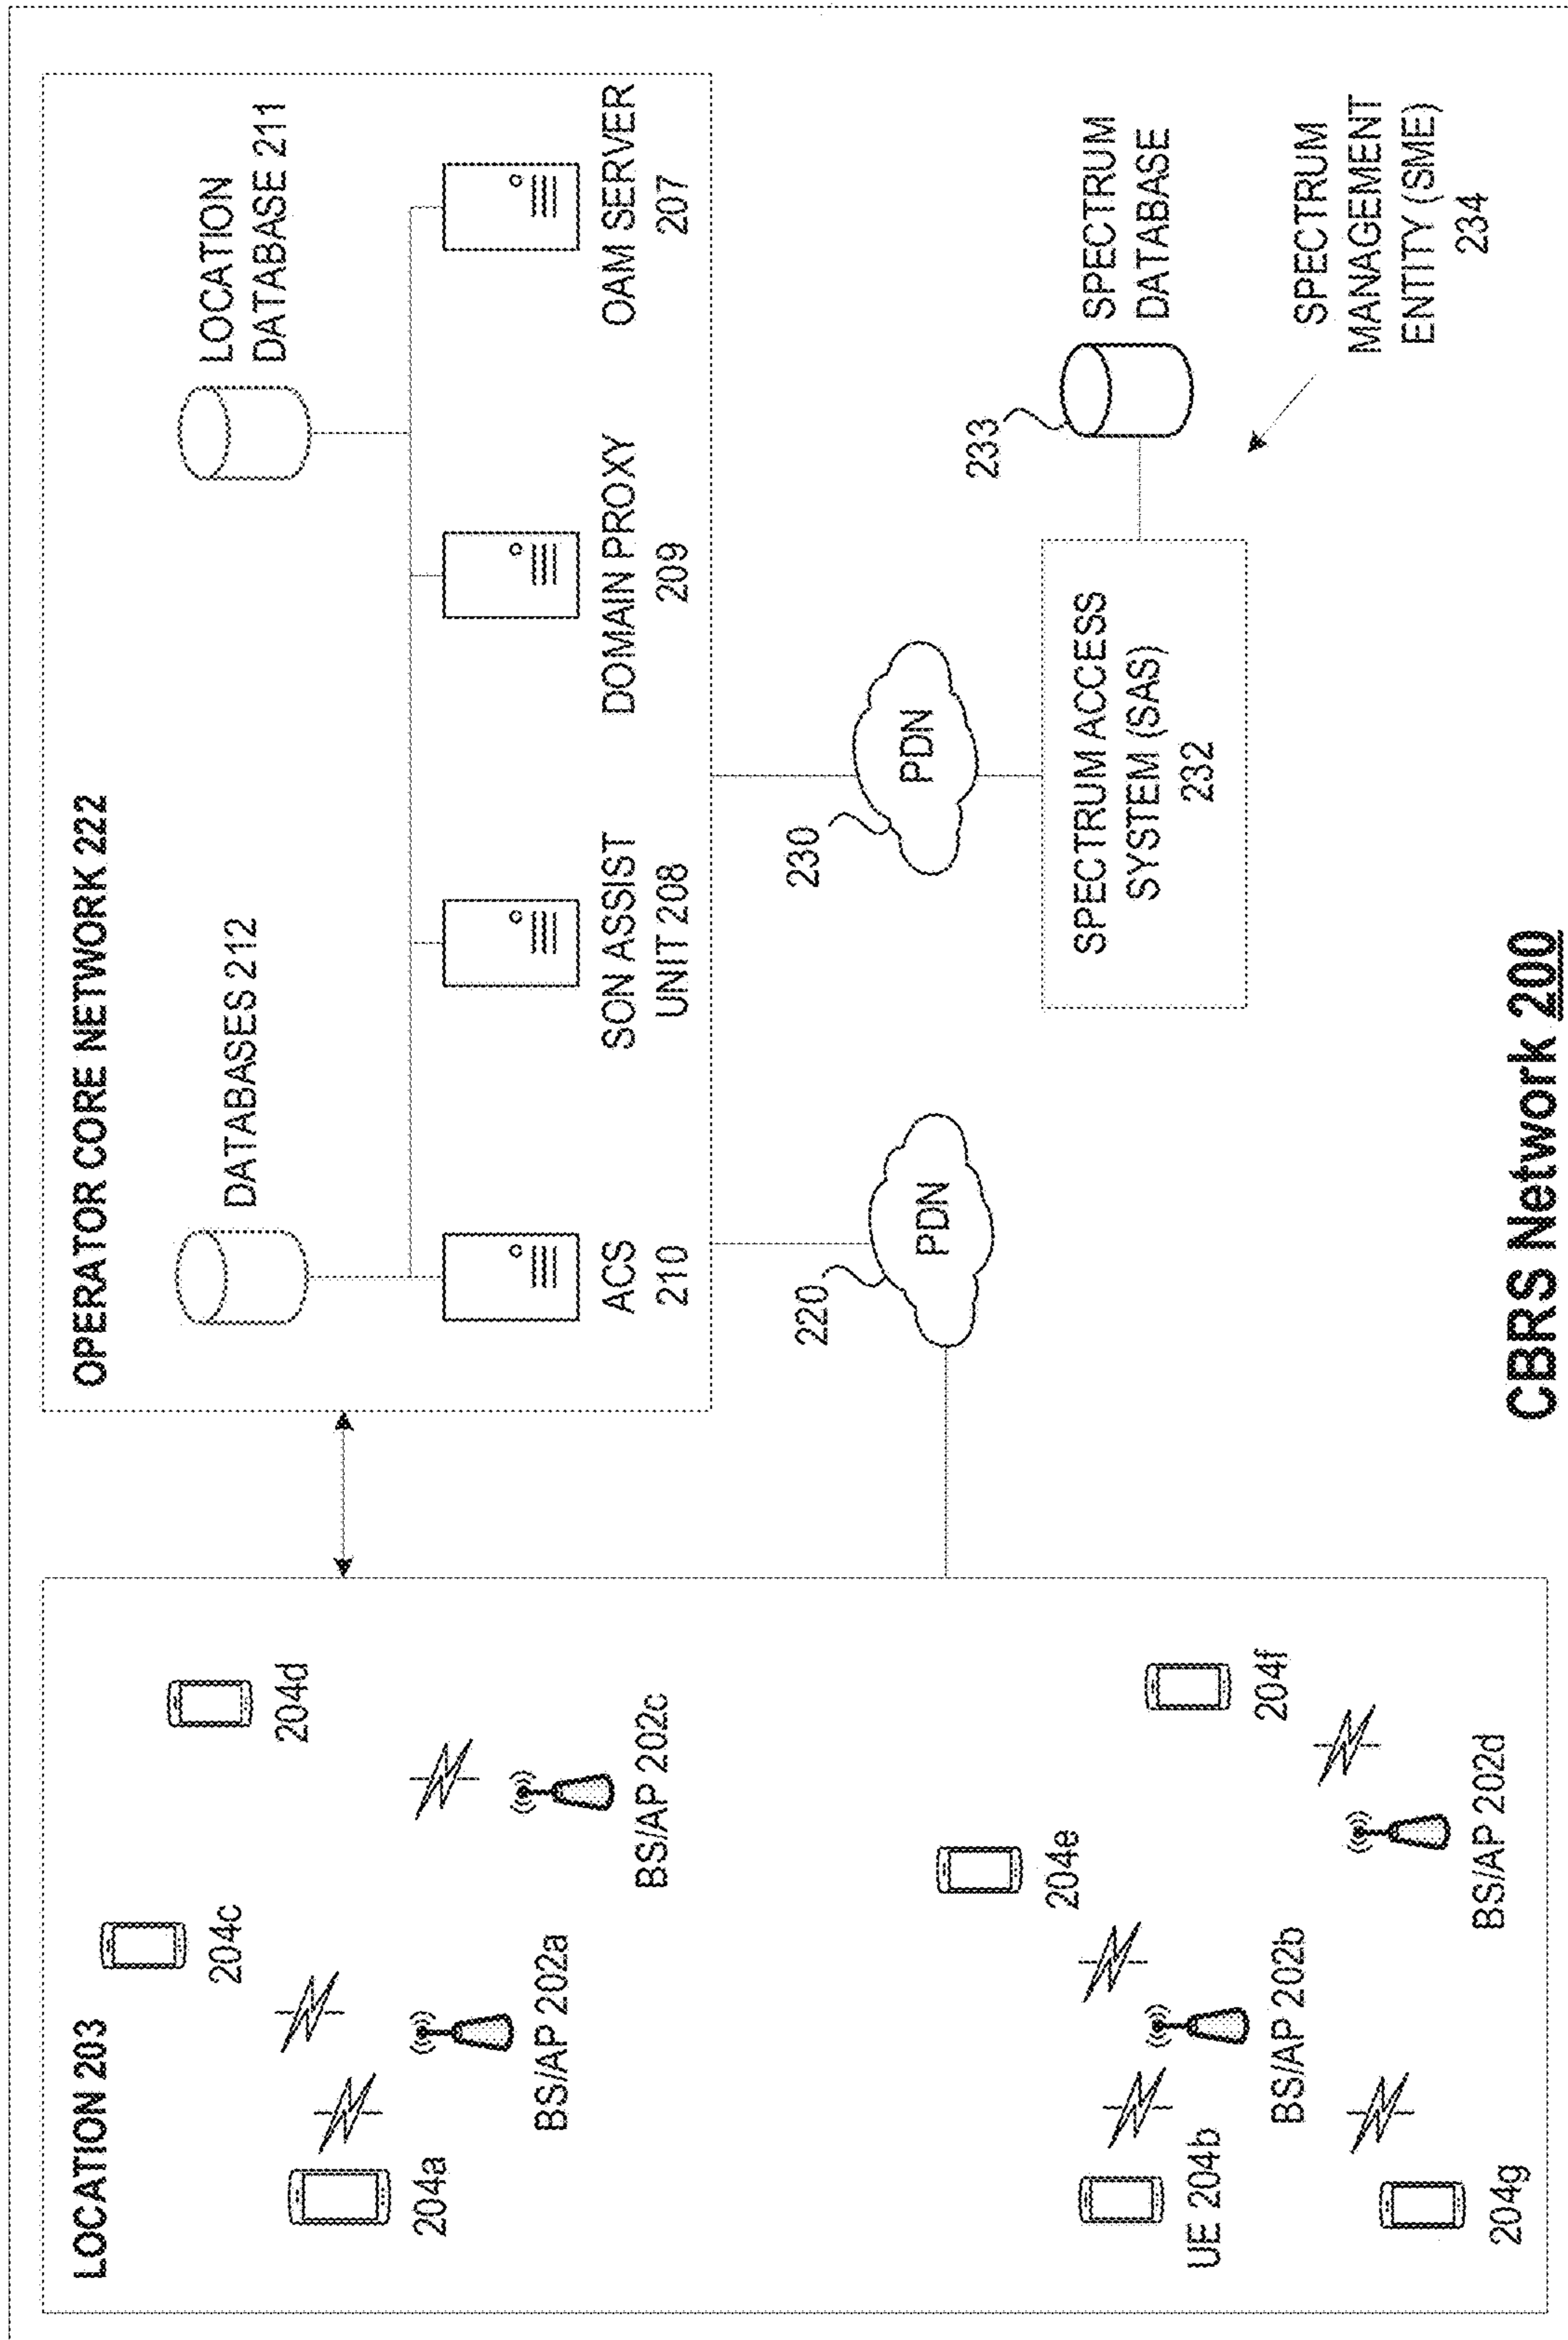 LOCATION 203
204c
204d
204a
BS/AP 202a
BS/AP 202c
204e
204f
UE 204b
BS/AP 202b
204g
BS/AP 202d
OPERATOR CORE NETWORK 222
DATABASES 212
LOCATION
DATABASE 211
ACS
210
SON ASSIST
UNIT 208
DOMAIN PROXY
209
OAM SERVER
207
220
PDN
230
PDN
SPECTRUM ACCESS
SYSTEM (SAS)
232
233
SPECTRUM
DATABASE
SPECTRUM
MANAGEMENT
ENTITY (SME)
234
CBRS Network 200